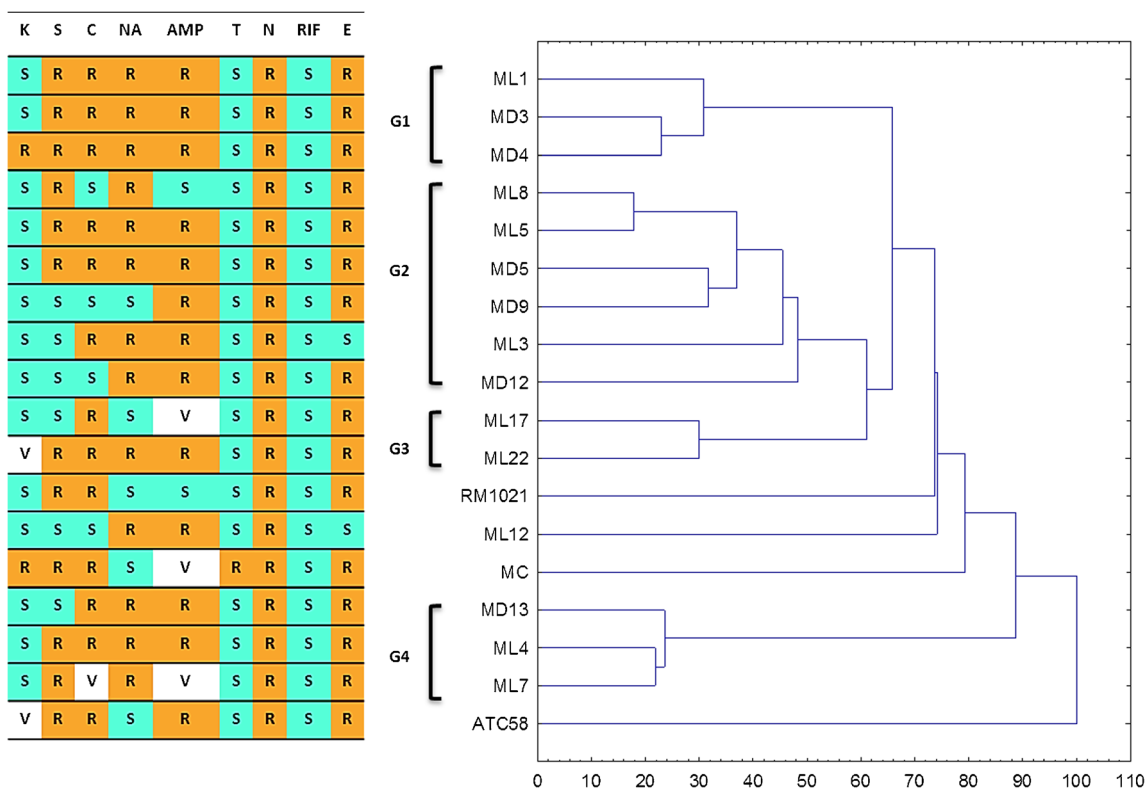 K S C NA AMP T N RIF E
S R R R R S R S R ML1
S R R R R S R S R G1 MD3
R R R R R S R S R MD4
S R S R S S R S R ML8
S R R R R S R S R ML5
S R R R R S R S R G2 MD5
S S S S R S R S R MD9
S S R R R S R S S ML3
S S S R R S R S R MD12
S S R S V S R S R ML17
V R R R R S R S R G3 ML22
S R R S S S R S R RM1021
S S S R R S R S S ML12
R R R S V R R S R MC
S S R R R S R S R MD13
S R R R R S R S R G4 ML4
S R V R V S R S R ML7
V R R S R S R S R ATC58
0 10 20 30 40 50 60 70 80 90 100 110